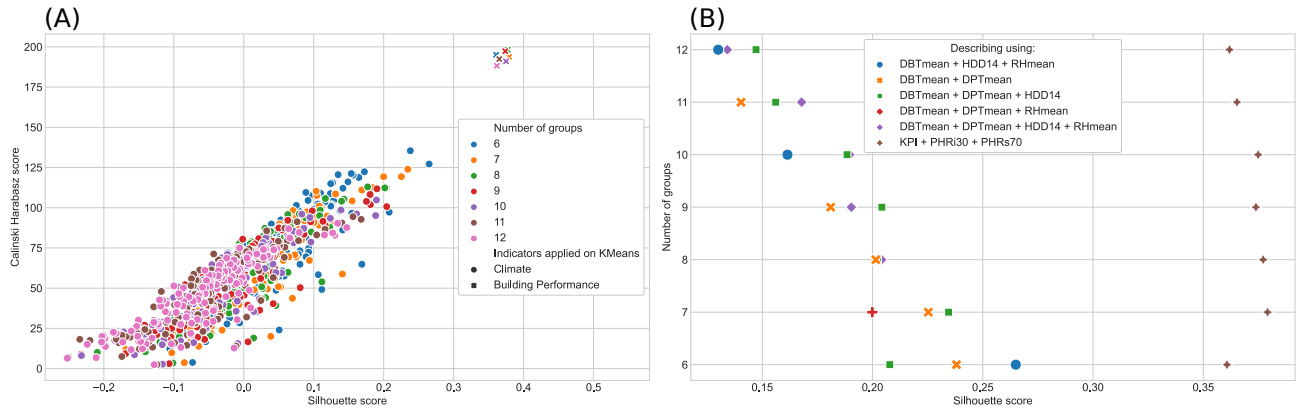 (A)
200
175
150
125
100
75
50
25
0
Calinski Harabasz score
−0.2 −0.1 0.0 0.1 0.2 0.3 0.4 0.5
Silhouette score
Number of groups
6
7
8
9
10
11
12
Indicators applied on KMeans
Climate
Building Performance
(B)
12
11
10
9
8
7
6
Number of groups
0.15 0.20 0.25 0.30 0.35
Silhouette score
Describing using:
DBTmean + HDD14 + RHmean
DBTmean + DPTmean
DBTmean + DPTmean + HDD14
DBTmean + DPTmean + RHmean
DBTmean + DPTmean + HDD14 + RHmean
KPI + PHRi30 + PHRs70